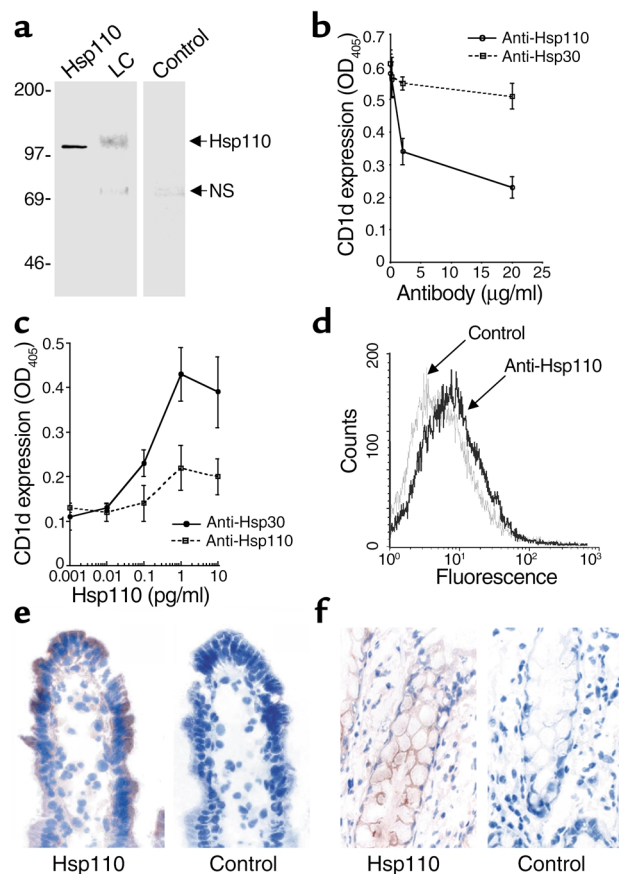 a
Hsp110
LC
Control
200-
97-
69-
46-
Hsp110
NS
b
Anti-Hsp110
Anti-Hsp30
CD1d expression (OD405)
0.7
0.6
0.5
0.4
0.3
0.2
0.1
0
0 5 10 15 20 25
Antibody (μg/ml)
c
CD1d expression (OD405)
0.5
0.4
0.3
0.2
0.1
0
Anti-Hsp30
Anti-Hsp110
0.001 0.01 0.1 1 10
Hsp110 (pg/ml)
d
Control
Anti-Hsp110
Counts
200
100
0
10⁰ 10¹ 10² 10³
Fluorescence
e
Hsp110
Control
f
Hsp110
Control